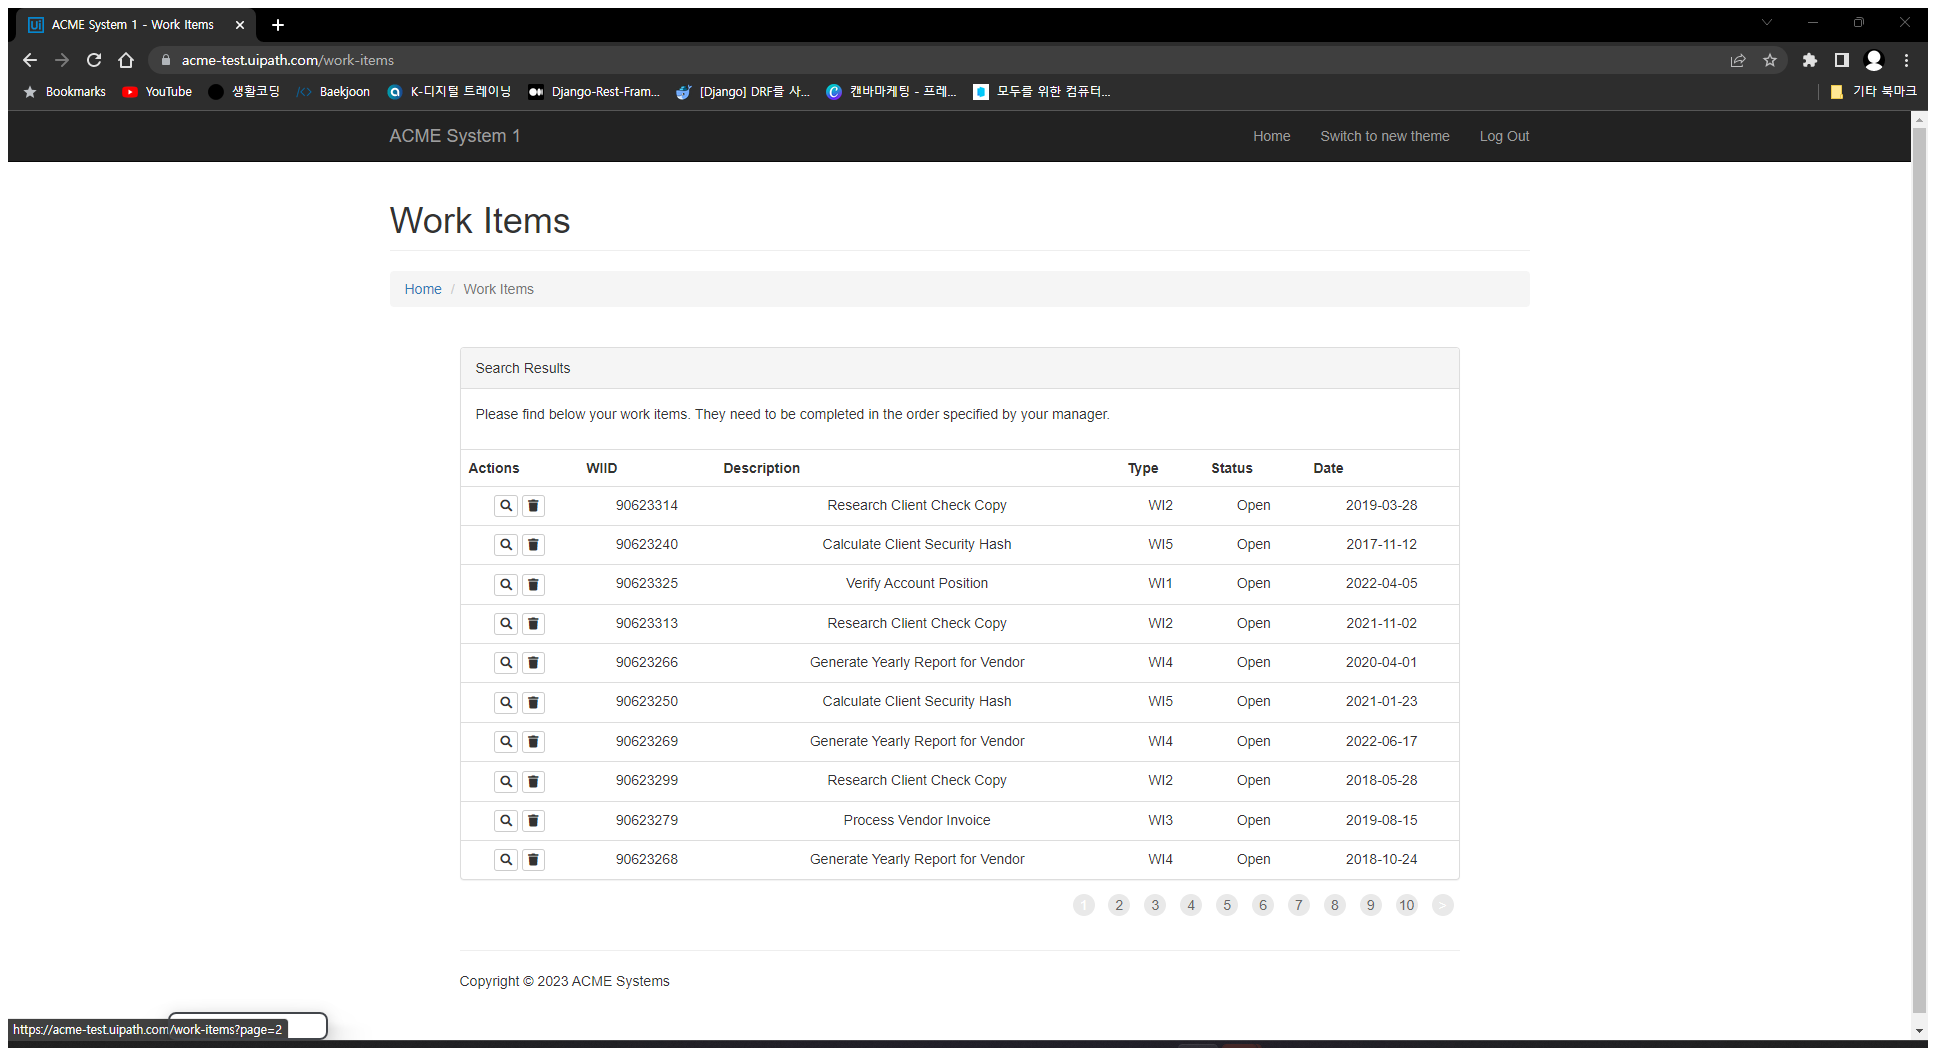 ACME System 1 - Work Items
acme-test.uipath.com/work-items
Bookmarks YouTube 생활코딩 Baekjoon K-디지털 트레이닝 Django-Rest-Fram... [Django] DRF를 사... 캔바마케팅 - 프레... 모두를 위한 컴퓨터... 기타 북마크
ACME System 1 Home Switch to new theme Log Out
Work Items
Home / Work Items
Search Results
Please find below your work items. They need to be completed in the order specified by your manager.
Actions WIID Description Type Status Date
90623314 Research Client Check Copy WI2 Open 2019-03-28
90623240 Calculate Client Security Hash WI5 Open 2017-11-12
90623325 Verify Account Position WI1 Open 2022-04-05
90623313 Research Client Check Copy WI2 Open 2021-11-02
90623266 Generate Yearly Report for Vendor WI4 Open 2020-04-01
90623250 Calculate Client Security Hash WI5 Open 2021-01-23
90623269 Generate Yearly Report for Vendor WI4 Open 2022-06-17
90623299 Research Client Check Copy WI2 Open 2018-05-28
90623279 Process Vendor Invoice WI3 Open 2019-08-15
90623268 Generate Yearly Report for Vendor WI4 Open 2018-10-24
1 2 3 4 5 6 7 8 9 10 >
Copyright © 2023 ACME Systems
https://acme-test.uipath.com/work-items?page=2